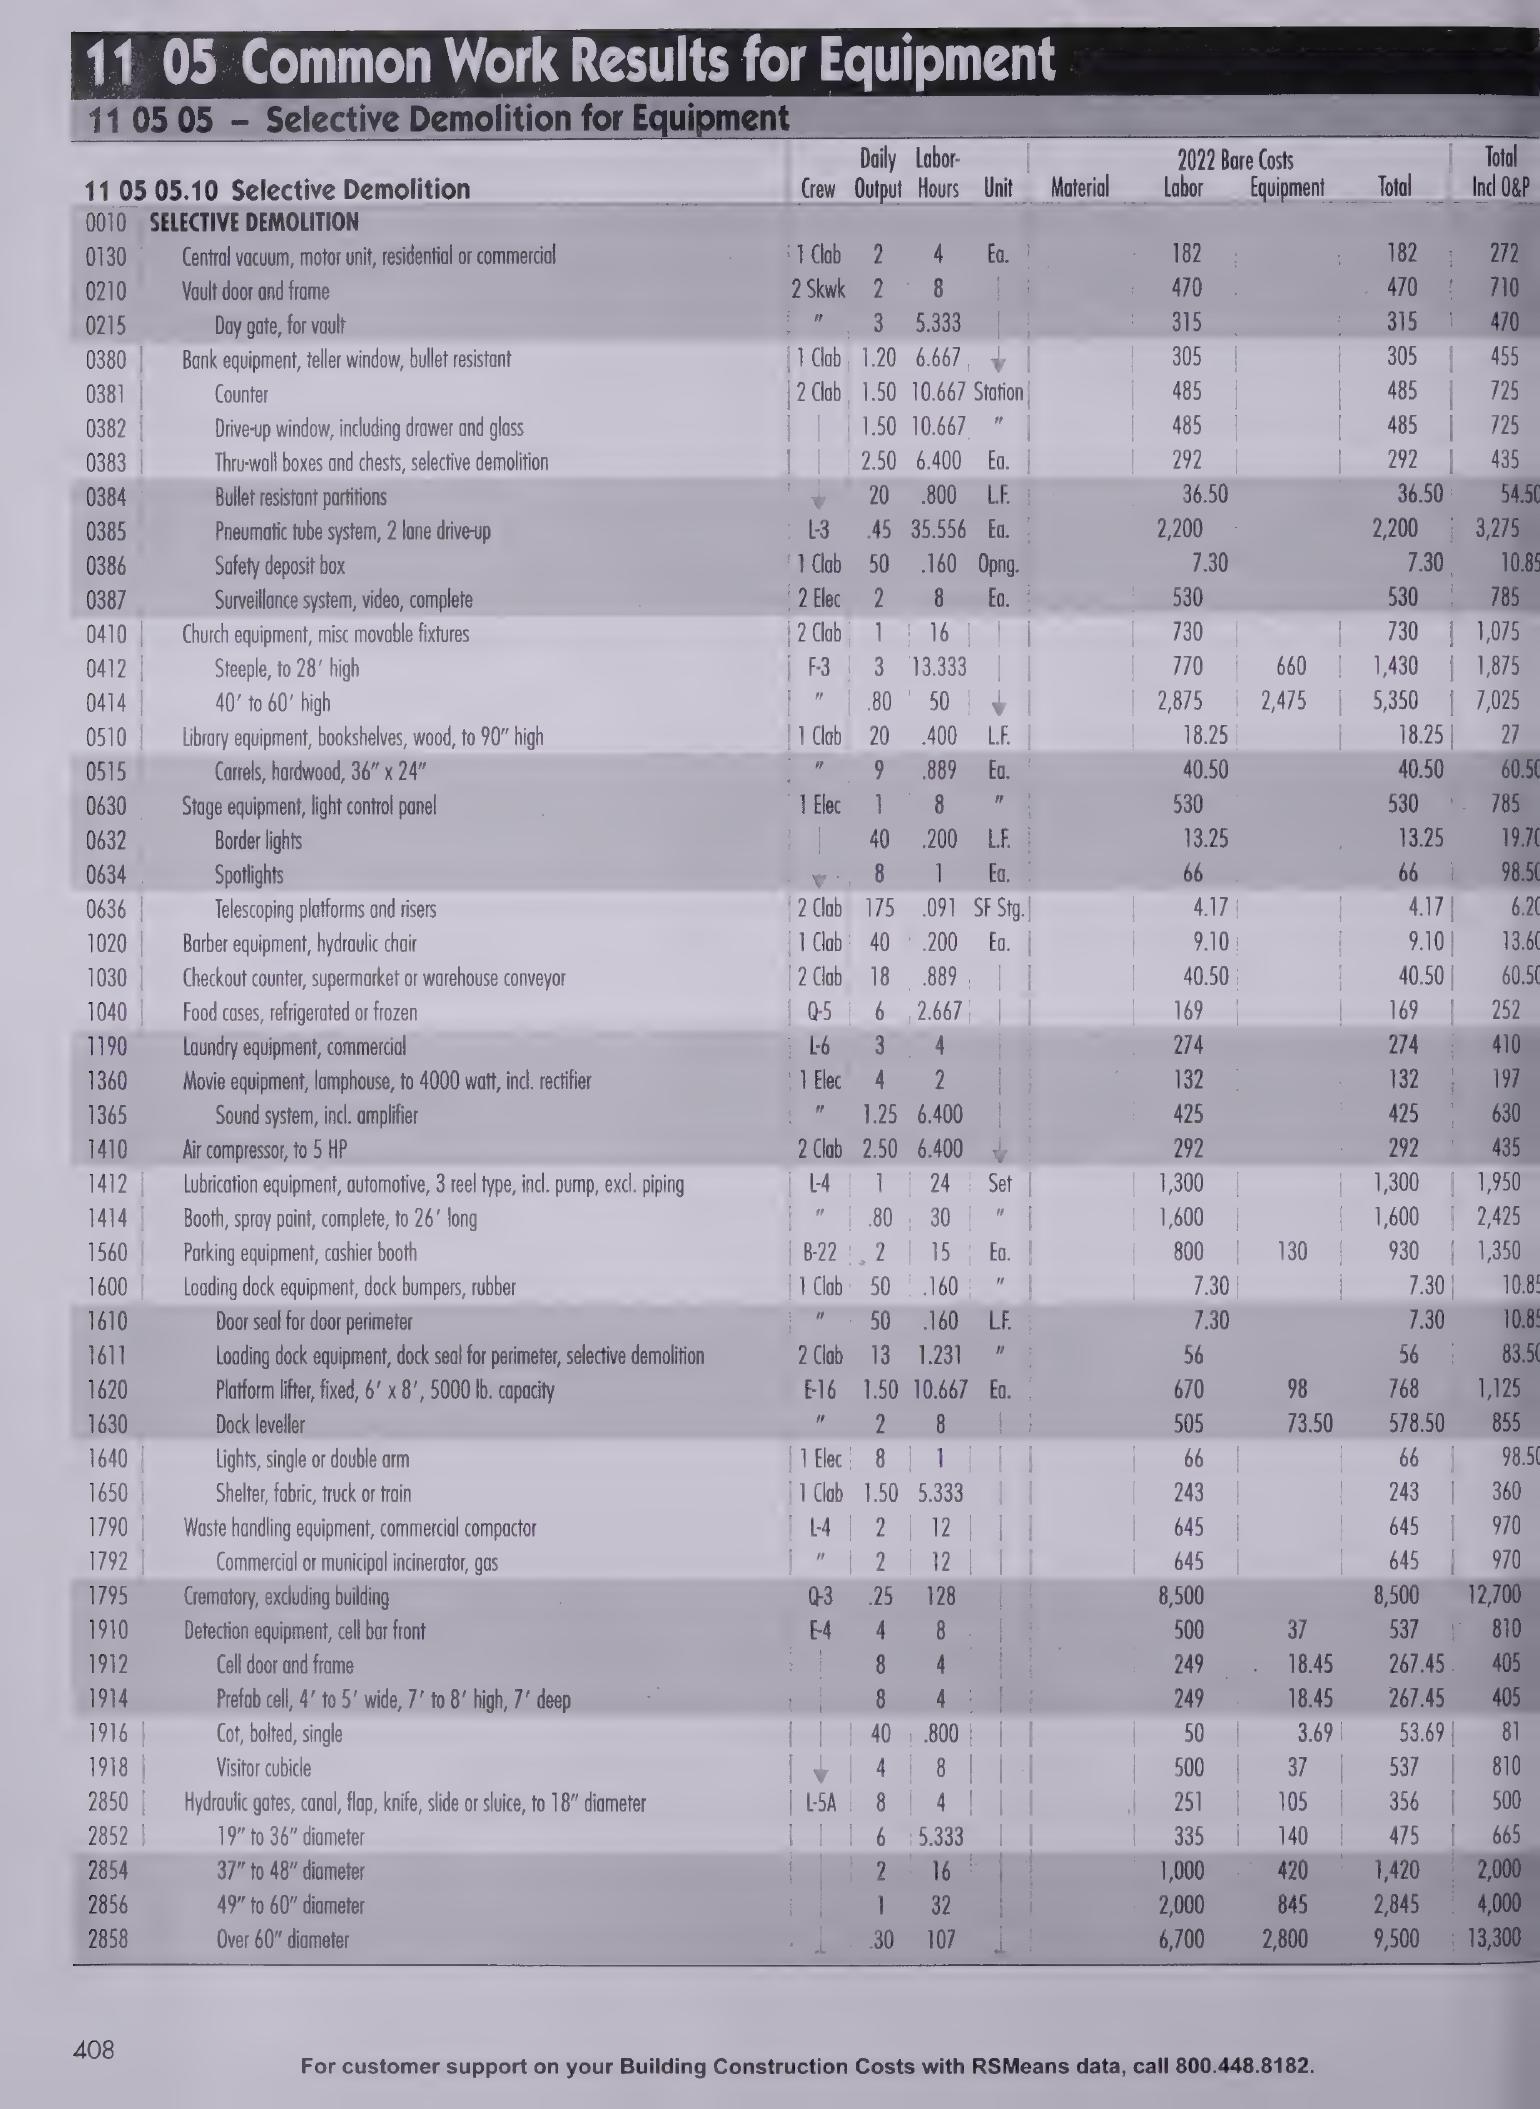 11 05 Common Work Results for Equipment
11 05 05 – Selective Demolition for Equipment
Daily Labor- 2022 Bare Costs Total
11 05 05.10 Selective Demolition Crew Output Hours Unit Material Labor Equipment Total Incl O&P
0010 SELECTIVE DEMOLITION
0130 Central vacuum, motor unit, residential or commercial 1 Clab 2 4 Ea. 182 182 272
0210 Vault door and frame 2 Skwk 2 8 470 470 710
0215 Day gate, for vault " 3 5.333 315 315 470
0380 Bank equipment, teller window, bullet resistant 1 Clab 1.20 6.667 305 305 455
0381 Counter 2 Clab 1.50 10.667 Station 485 485 725
0382 Drive-up window, including drawer and glass 1.50 10.667 " 485 485 725
0383 Thru-wall boxes and chests, selective demolition 2.50 6.400 Ea. 292 292 435
0384 Bullet resistant partitions 20 .800 L.F. 36.50 36.50 54.50
0385 Pneumatic tube system, 2 lane drive-up L-3 .45 35.556 Ea. 2,200 2,200 3,275
0386 Safety deposit box 1 Clab 50 .160 Opng. 7.30 7.30 10.85
0387 Surveillance system, video, complete 2 Elec 2 8 Ea. 530 530 785
0410 Church equipment, misc movable fixtures 2 Clab 1 16 730 730 1,075
0412 Steeple, to 28' high F-3 3 13.333 770 660 1,430 1,875
0414 40' to 60' high " .80 50 2,875 2,475 5,350 7,025
0510 Library equipment, bookshelves, wood, to 90" high 1 Clab 20 .400 L.F. 18.25 18.25 27
0515 Carrels, hardwood, 36" x 24" " 9 .889 Ea. 40.50 40.50 60.50
0630 Stage equipment, light control panel 1 Elec 1 8 " 530 530 785
0632 Border lights 40 .200 L.F. 13.25 13.25 19.70
0634 Spotlights 8 1 Ea. 66 66 98.50
0636 Telescoping platforms and risers 2 Clab 175 .091 SF Stg. 4.17 4.17 6.20
1020 Barber equipment, hydraulic chair 1 Clab 40 .200 Ea. 9.10 9.10 13.60
1030 Checkout counter, supermarket or warehouse conveyor 2 Clab 18 .889 40.50 40.50 60.50
1040 Food cases, refrigerated or frozen Q-5 6 2.667 169 169 252
1190 Laundry equipment, commercial L-6 3 4 274 274 410
1360 Movie equipment, lamphouse, to 4000 watt, incl. rectifier 1 Elec 4 2 132 132 197
1365 Sound system, incl. amplifier " 1.25 6.400 425 425 630
1410 Air compressor, to 5 HP 2 Clab 2.50 6.400 292 292 435
1412 Lubrication equipment, automotive, 3 reel type, incl. pump, excl. piping L-4 1 24 Set 1,300 1,300 1,950
1414 Booth, spray paint, complete, to 26' long " .80 30 " 1,600 1,600 2,425
1560 Parking equipment, cashier booth B-22 2 15 Ea. 800 130 930 1,350
1600 Loading dock equipment, dock bumpers, rubber 1 Clab 50 .160 " 7.30 7.30 10.85
1610 Door seal for door perimeter " 50 .160 L.F. 7.30 7.30 10.85
1611 Loading dock equipment, dock seal for perimeter, selective demolition 2 Clab 13 1.231 " 56 56 83.50
1620 Platform lifter, fixed, 6' x 8', 5000 lb. capacity E-16 1.50 10.667 Ea. 670 98 768 1,125
1630 Dock leveller " 2 8 505 73.50 578.50 855
1640 Lights, single or double arm 1 Elec 8 1 66 66 98.50
1650 Shelter, fabric, truck or train 1 Clab 1.50 5.333 243 243 360
1790 Waste handling equipment, commercial compactor L-4 2 12 645 645 970
1792 Commercial or municipal incinerator, gas " 2 12 645 645 970
1795 Crematory, excluding building Q-3 .25 128 8,500 8,500 12,700
1910 Detection equipment, cell bar front E-4 4 8 500 37 537 810
1912 Cell door and frame 8 4 249 18.45 267.45 405
1914 Prefab cell, 4' to 5' wide, 7' to 8' high, 7' deep 8 4 249 18.45 267.45 405
1916 Cot, bolted, single 40 .800 50 3.69 53.69 81
1918 Visitor cubicle 4 8 500 37 537 810
2850 Hydraulic gates, canal, flap, knife, slide or sluice, to 18" diameter L-5A 8 4 251 105 356 500
2852 19" to 36" diameter 6 5.333 335 140 475 665
2854 37" to 48" diameter 2 16 1,000 420 1,420 2,000
2856 49" to 60" diameter 1 32 2,000 845 2,845 4,000
2858 Over 60" diameter .30 107 6,700 2,800 9,500 13,300
408
For customer support on your Building Construction Costs with RSMeans data, call 800.448.8182.